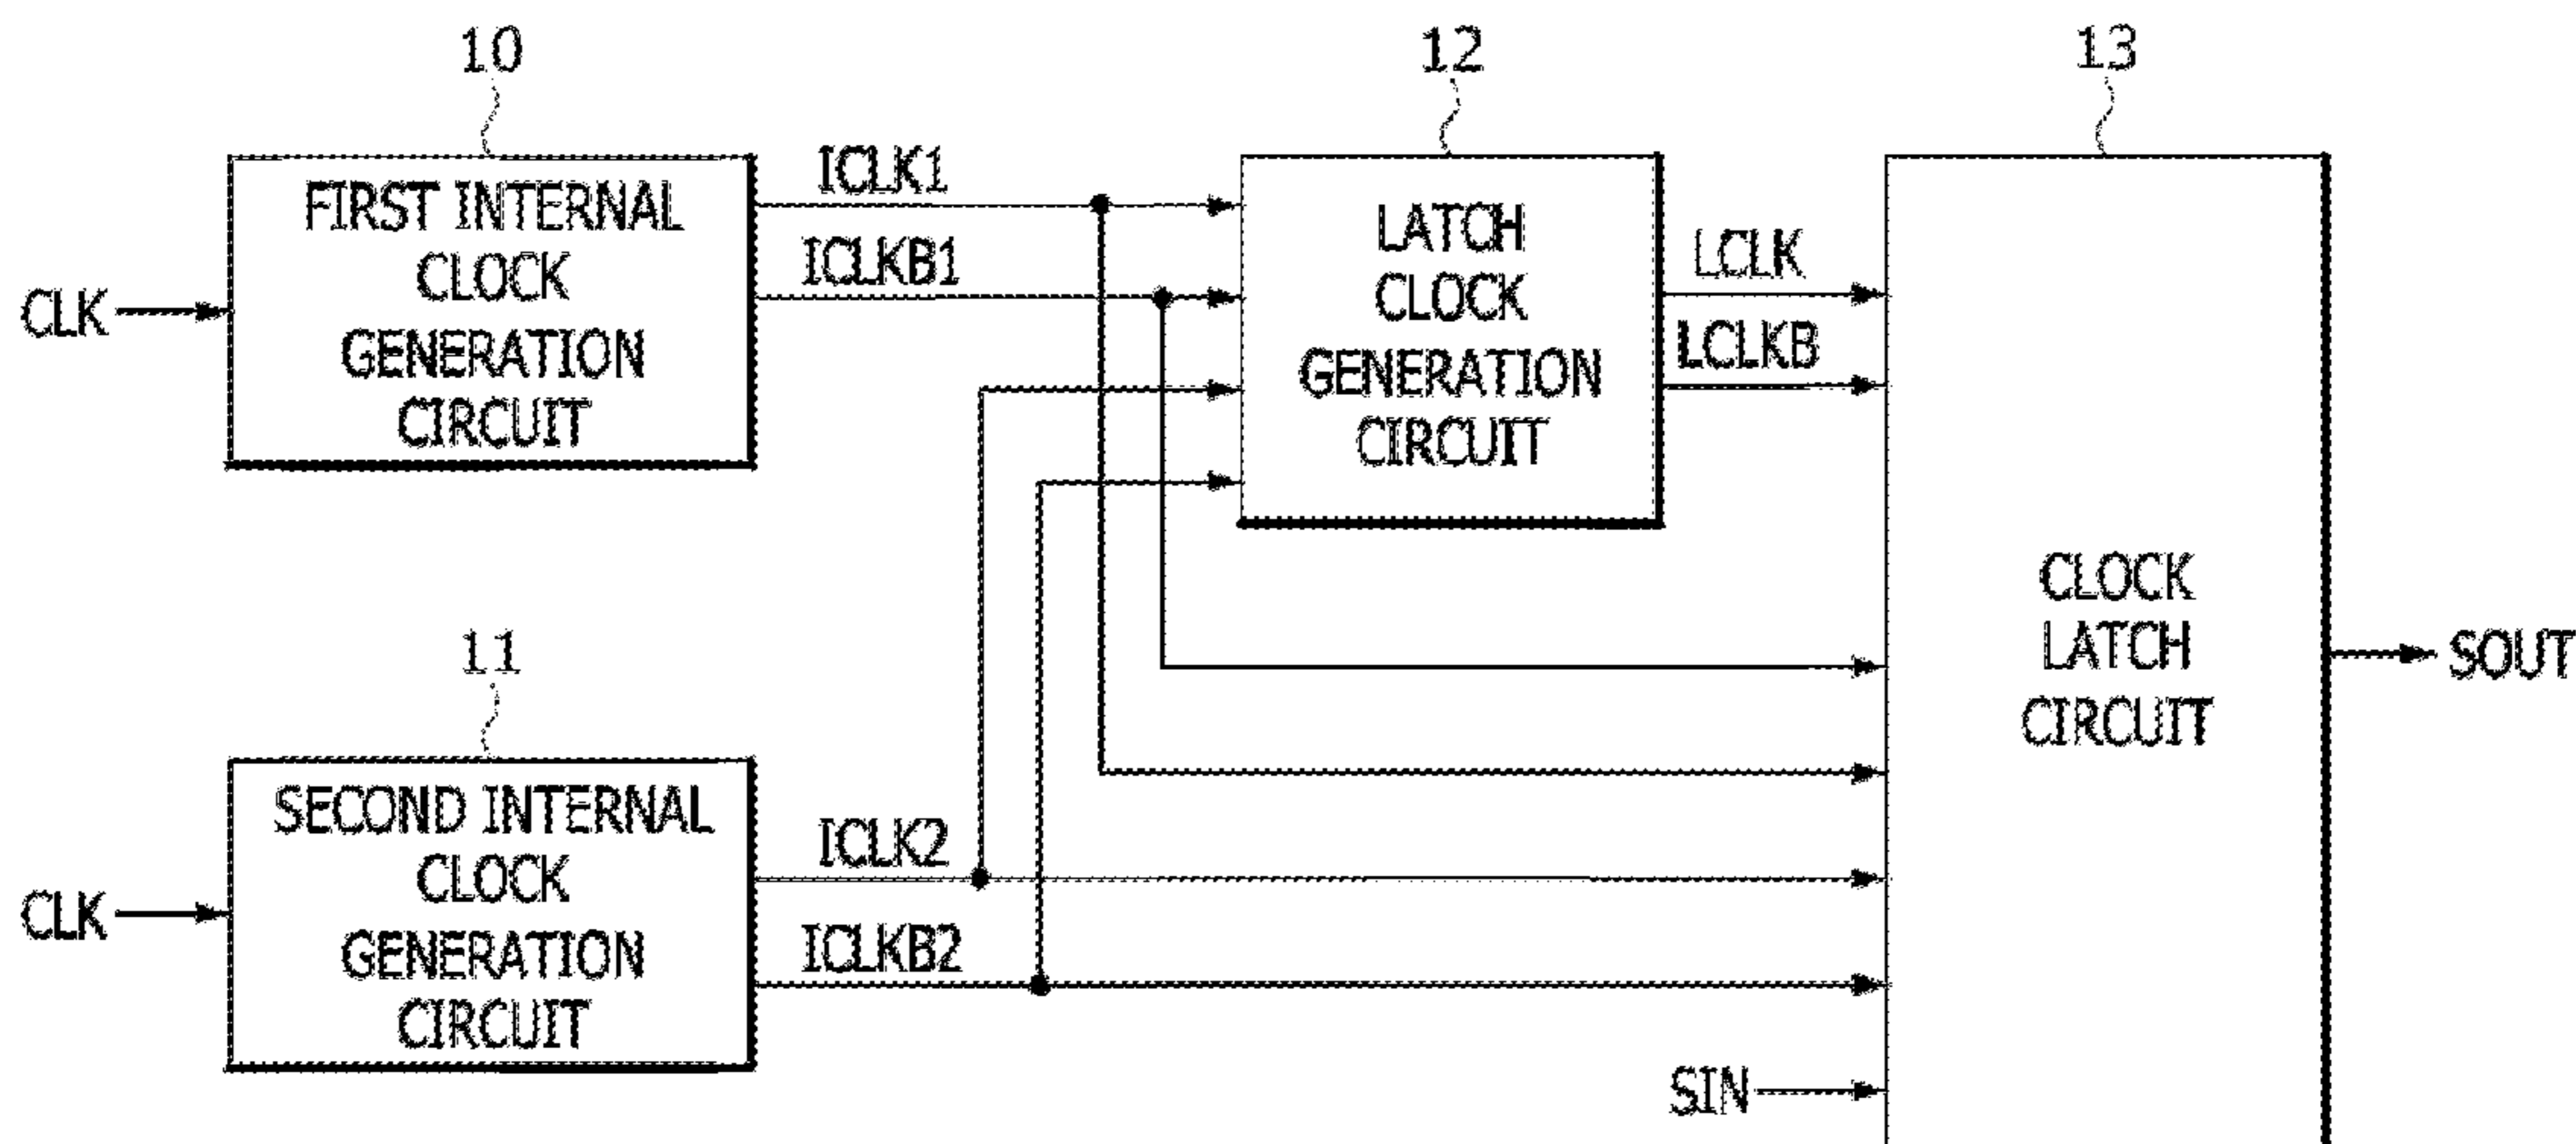 10
12
13
FIRST INTERNAL
CLOCK
GENERATION
CIRCUIT
CLK
ICLK1
ICLKB1
LATCH
CLOCK
GENERATION
CIRCUIT
LCLK
LCLKB
CLOCK
LATCH
CIRCUIT
SOUT
11
SECOND INTERNAL
CLOCK
GENERATION
CIRCUIT
CLK
ICLK2
ICLKB2
SIN